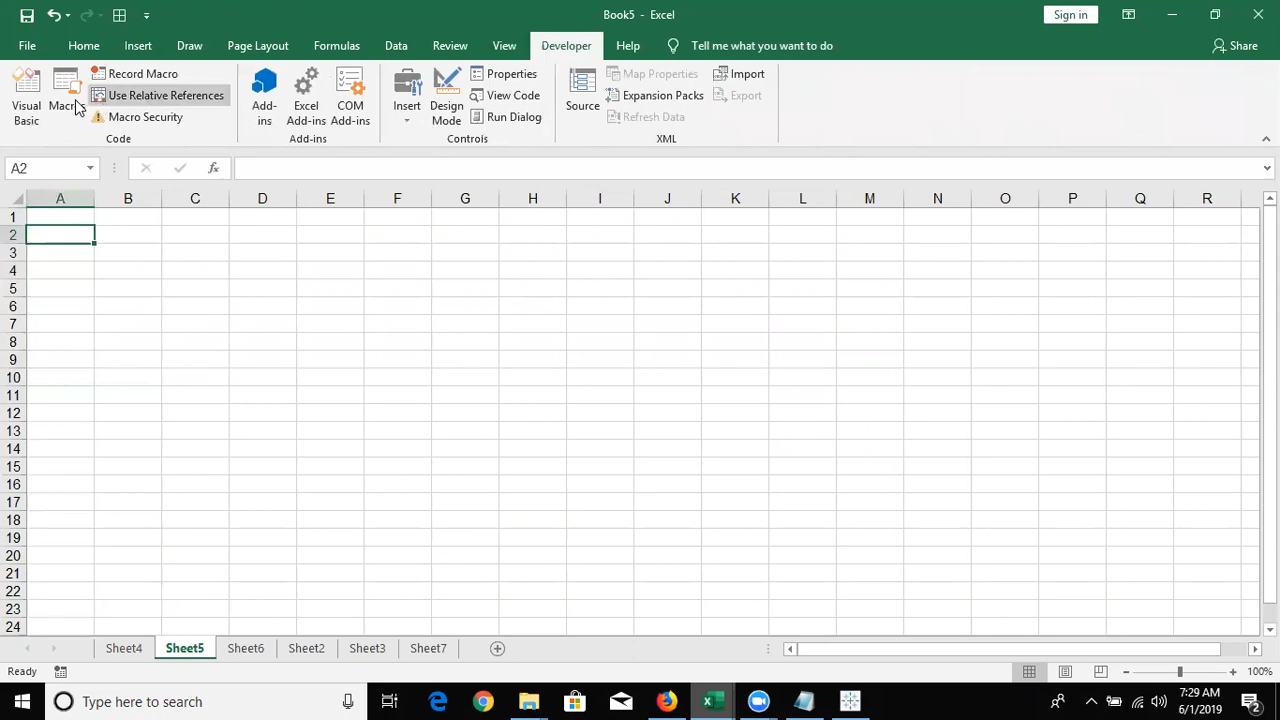 Book5 - Excel
Sign in
File Home Insert Draw Page Layout Formulas Data Review View Developer Help Tell me what you want to do Share
Visual Basic
Macros
Record Macro
Use Relative References
Macro Security
Code
Add-ins
Excel Add-ins
COM Add-ins
Add-ins
Insert
Design Mode
Properties
View Code
Run Dialog
Controls
Source
Map Properties
Expansion Packs
Refresh Data
Import
Export
XML
A2
fx
A B C D E F G H I J K L M N O P Q R
1
2
3
4
5
6
7
8
9
10
11
12
13
14
15
16
17
18
19
20
21
22
23
24
Sheet4 Sheet5 Sheet6 Sheet2 Sheet3 Sheet7
Ready
100%
Type here to search
7:29 AM
6/1/2019
2